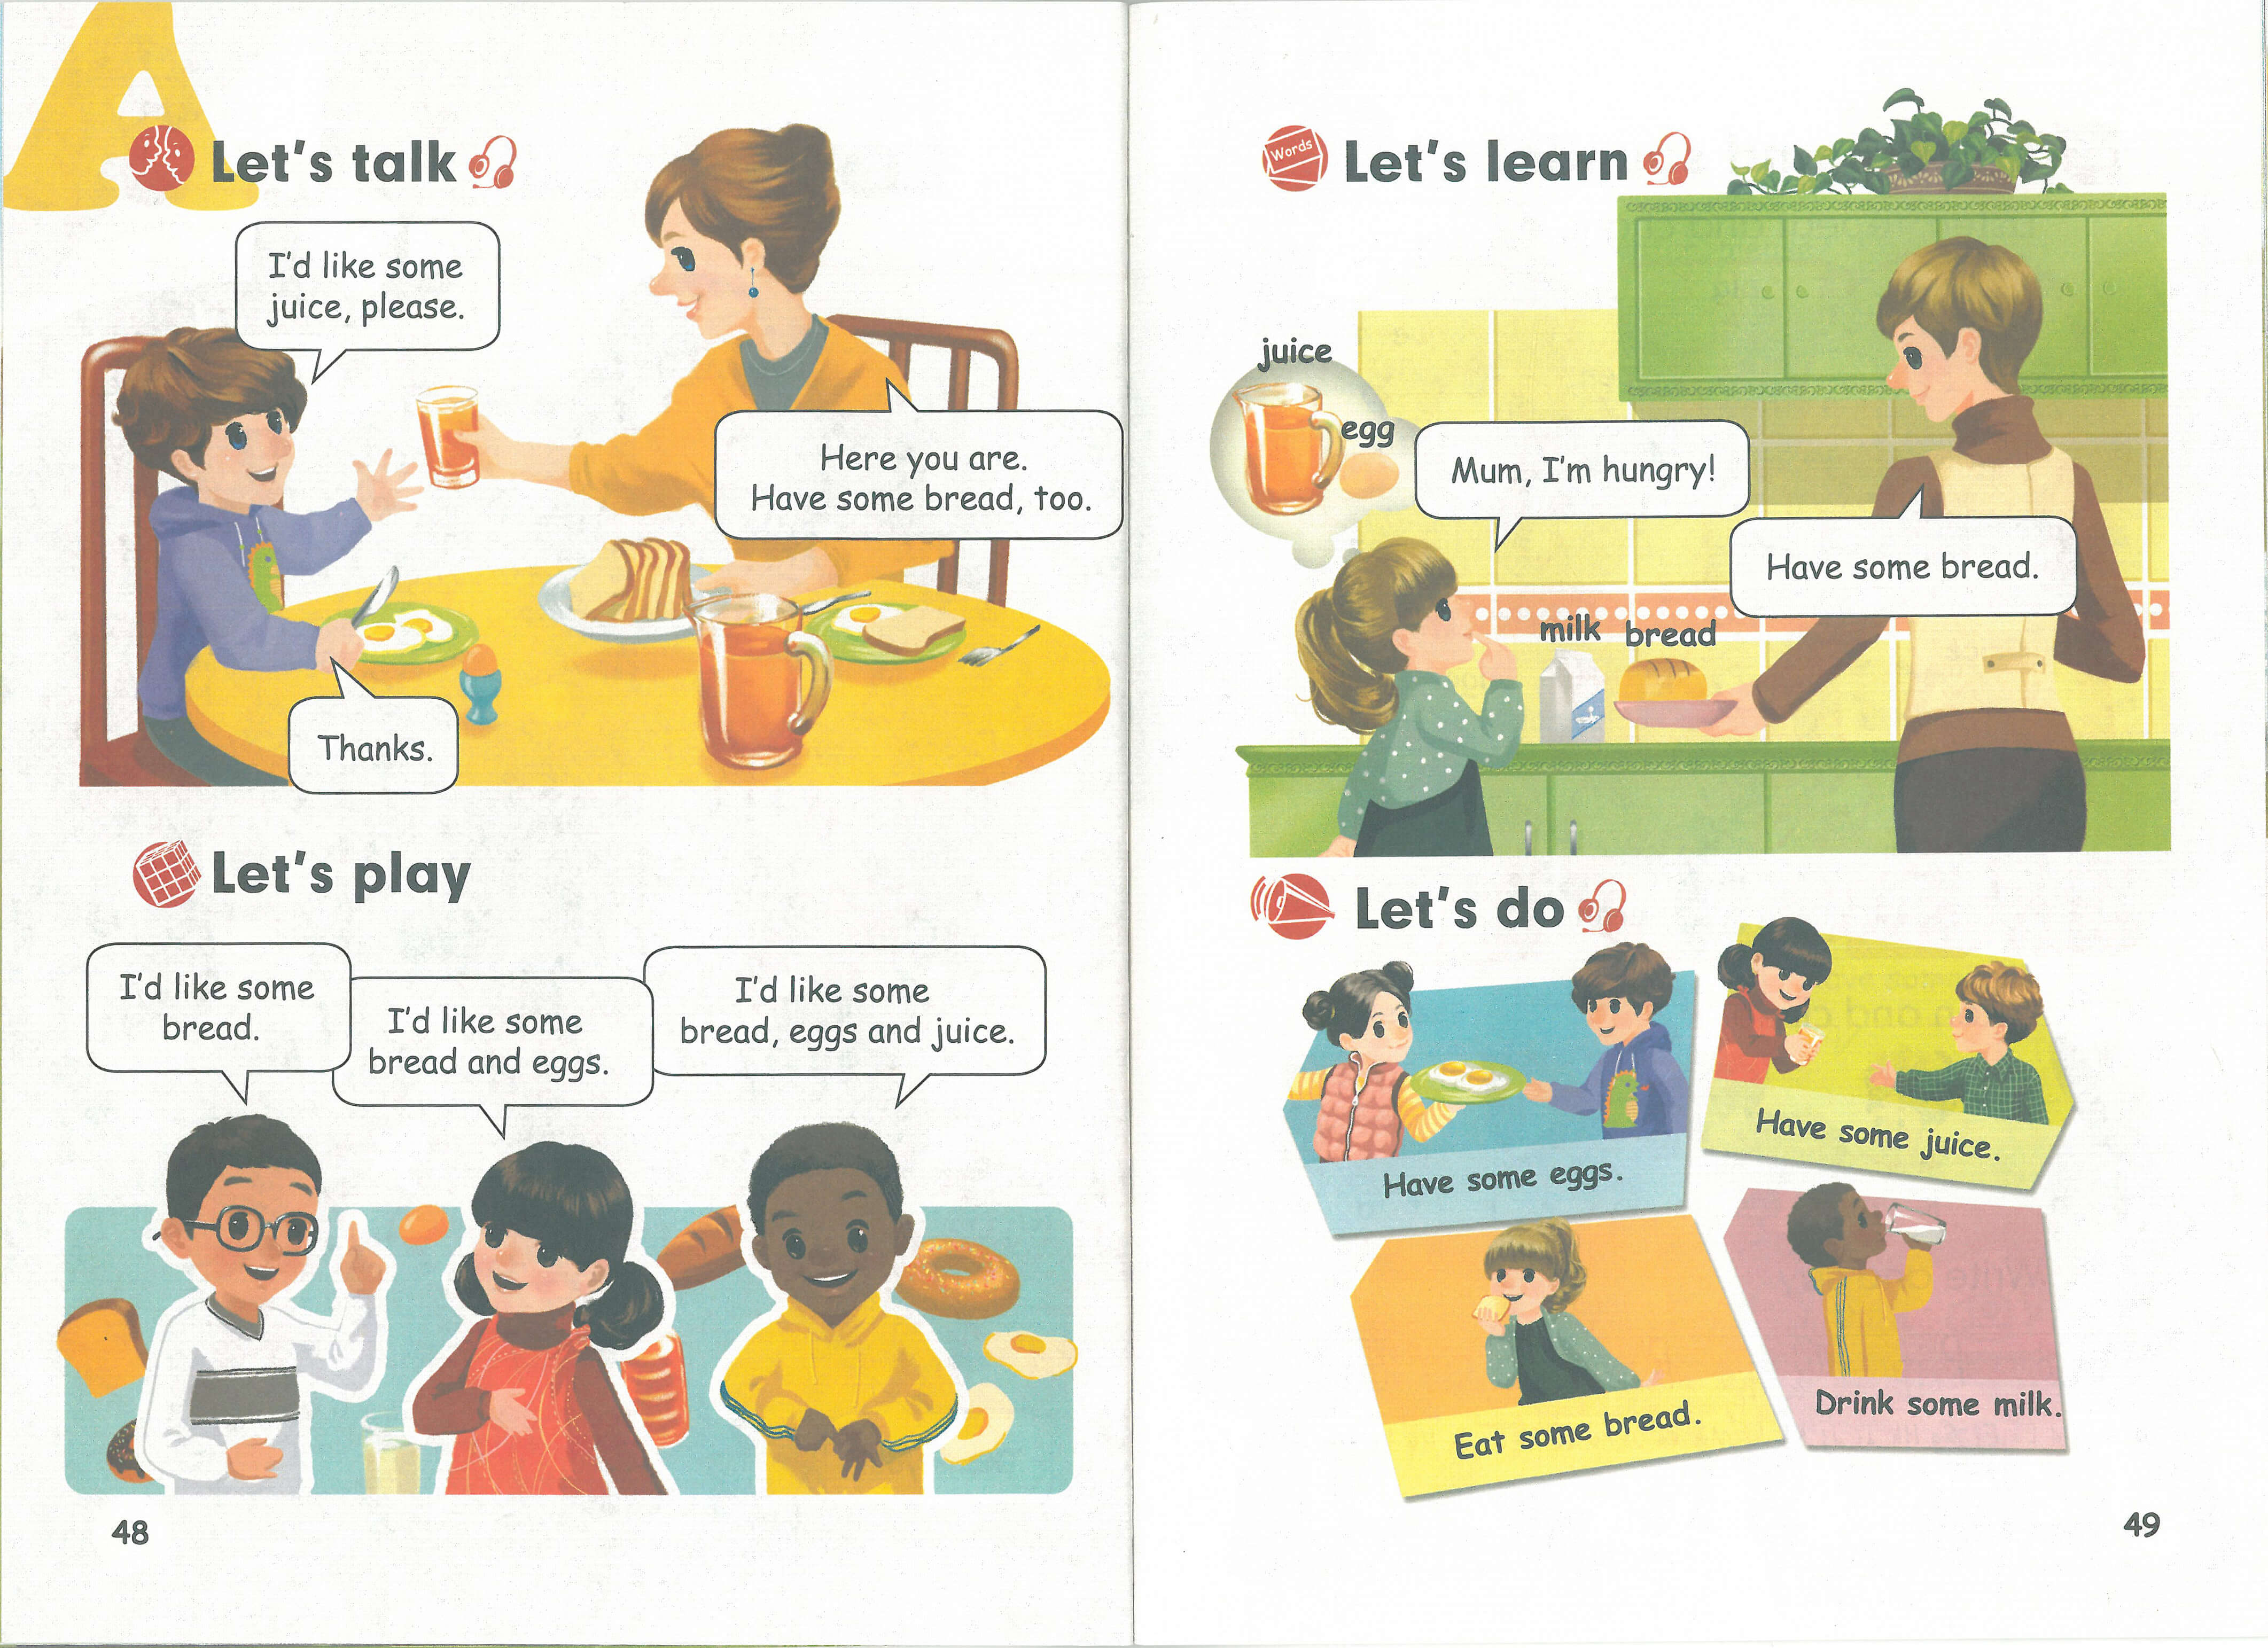 A
Let's talk
I'd like some
juice, please.
Here you are.
Have some bread, too.
Thanks.
Let's play
I'd like some
bread.
I'd like some
bread and eggs.
I'd like some
bread, eggs and juice.
48
Words
Let's learn
juice
egg
Mum, I'm hungry!
Have some bread.
milk
bread
Let's do
Have some eggs.
Have some juice.
Eat some bread.
Drink some milk.
49